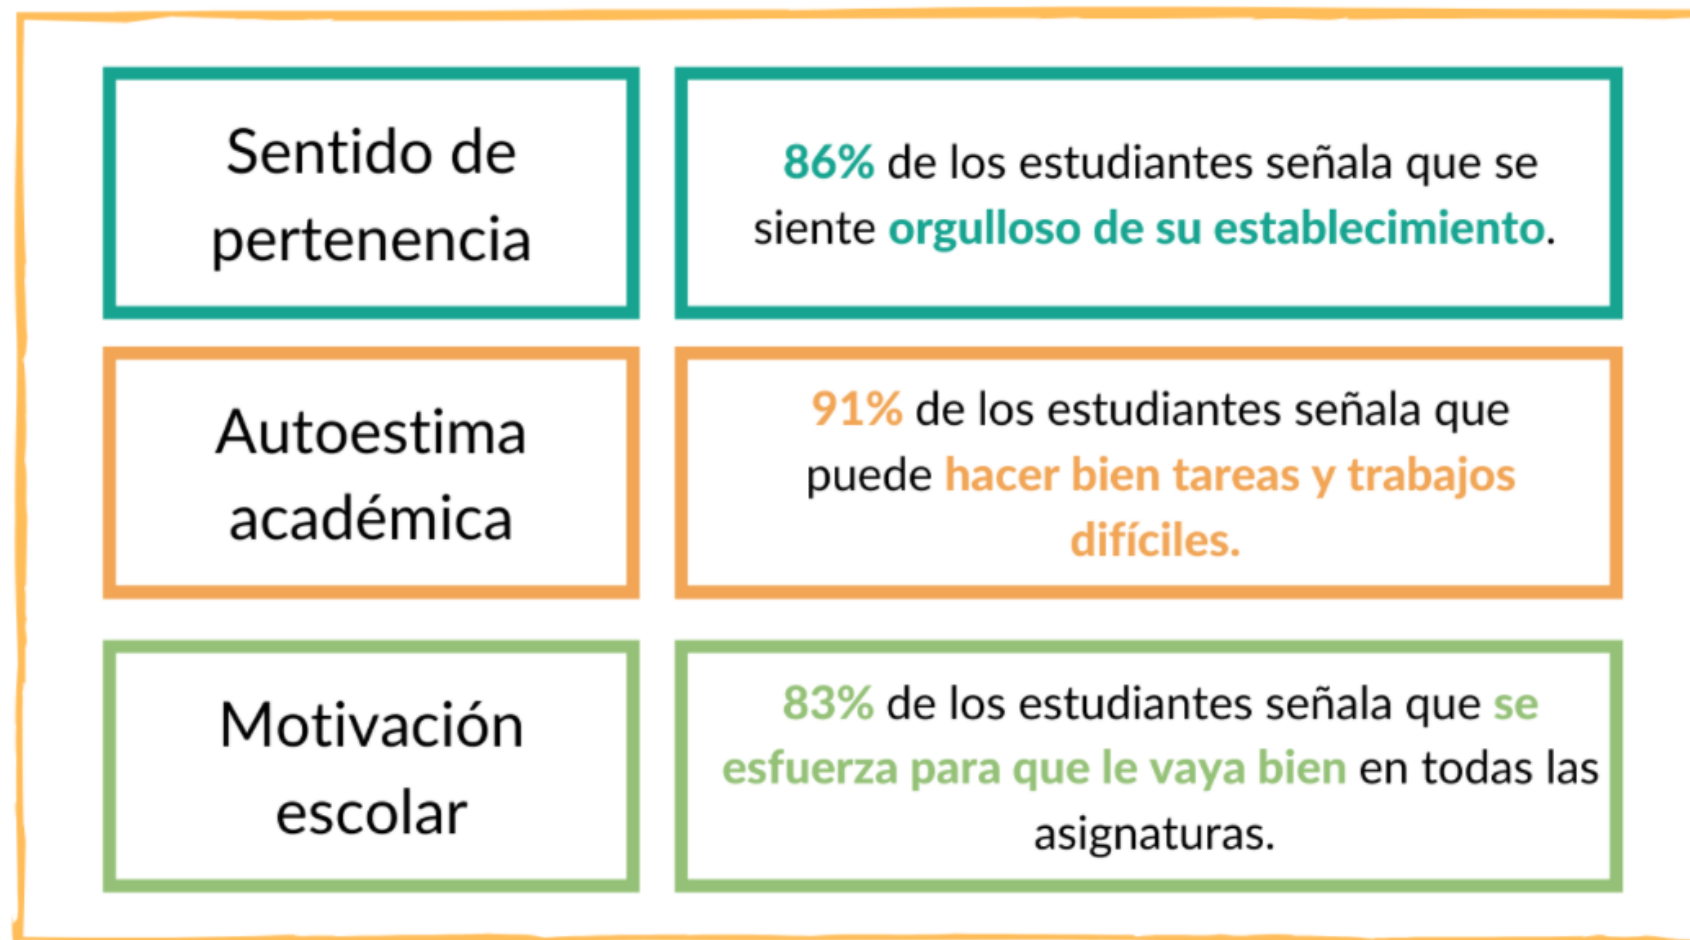 Sentido de
pertenencia
86% de los estudiantes señala que se
siente orgulloso de su establecimiento.
Autoestima
académica
91% de los estudiantes señala que
puede hacer bien tareas y trabajos
difíciles.
Motivación
escolar
83% de los estudiantes señala que se
esfuerza para que le vaya bien en todas las
asignaturas.